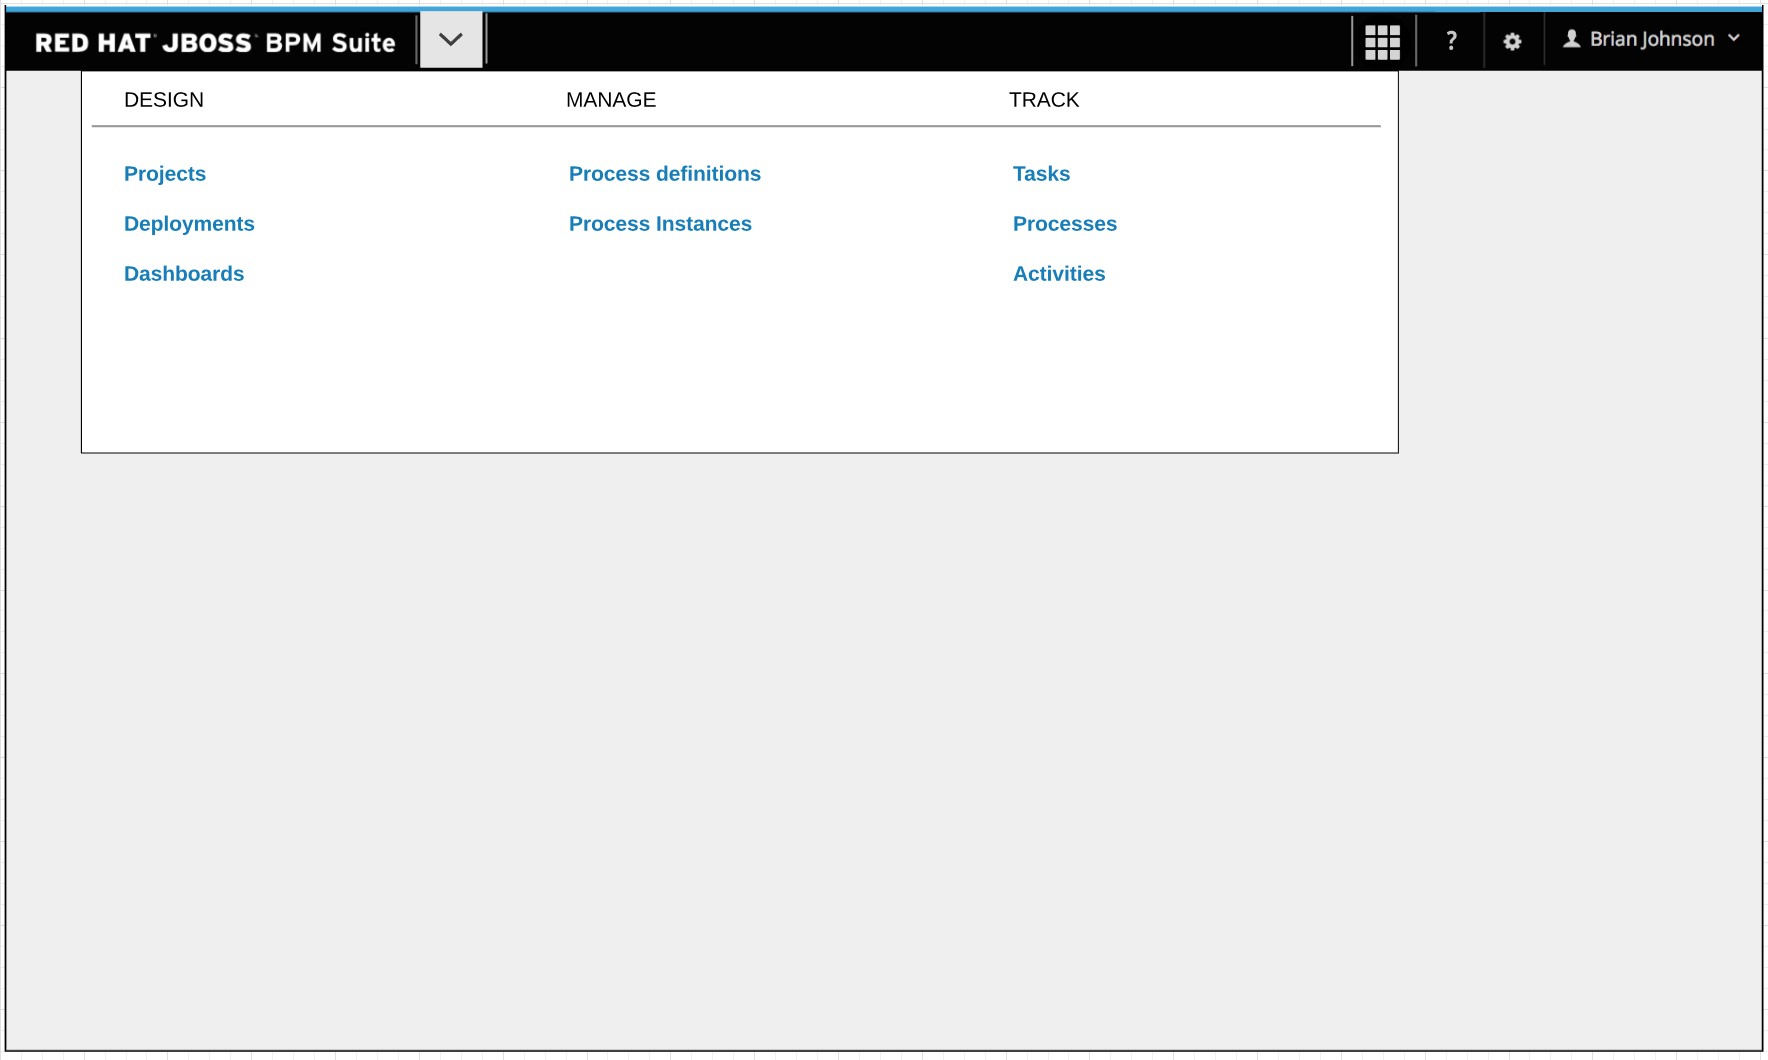 RED HAT JBOSS BPM Suite ? Brian Johnson
DESIGN MANAGE TRACK
Projects Process definitions Tasks
Deployments Process Instances Processes
Dashboards Activities